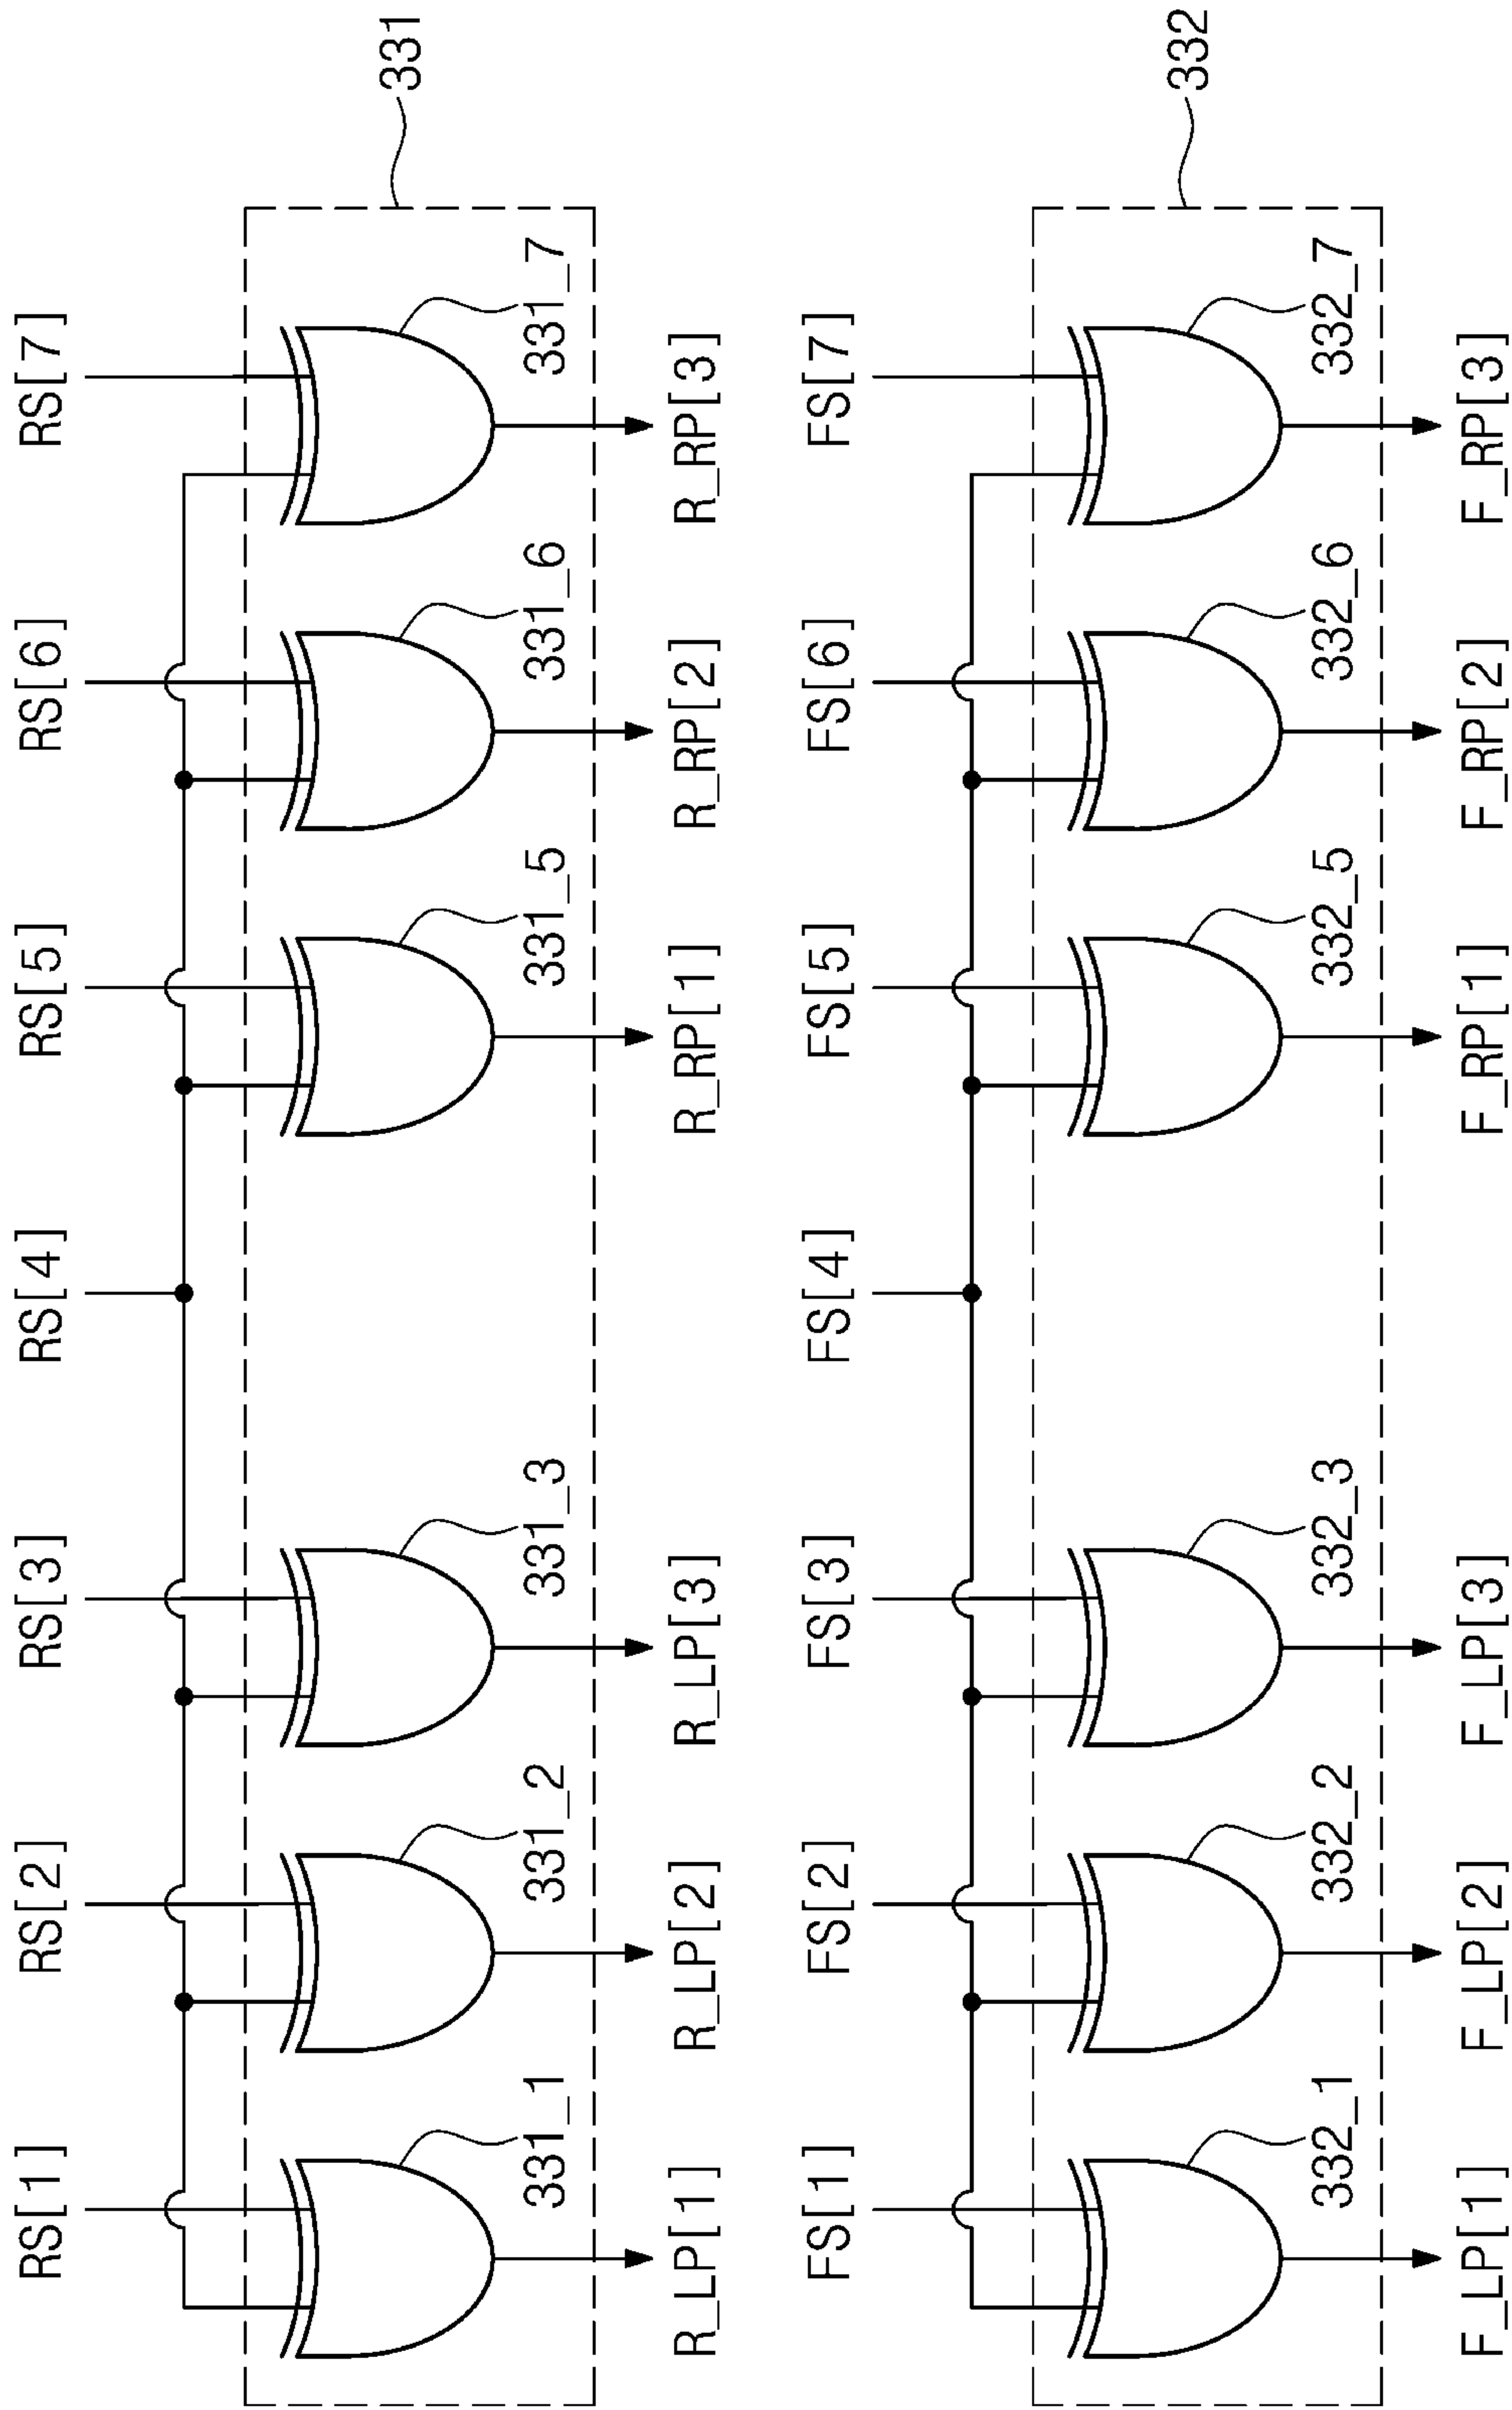 RS[1] RS[2] RS[3] RS[4] RS[5] RS[6] RS[7]
331
331_1 331_2 331_3 331_5 331_6 331_7
R_LP[1] R_LP[2] R_LP[3] R_RP[1] R_RP[2] R_RP[3]
FS[1] FS[2] FS[3] FS[4] FS[5] FS[6] FS[7]
332
332_1 332_2 332_3 332_5 332_6 332_7
F_LP[1] F_LP[2] F_LP[3] F_RP[1] F_RP[2] F_RP[3]